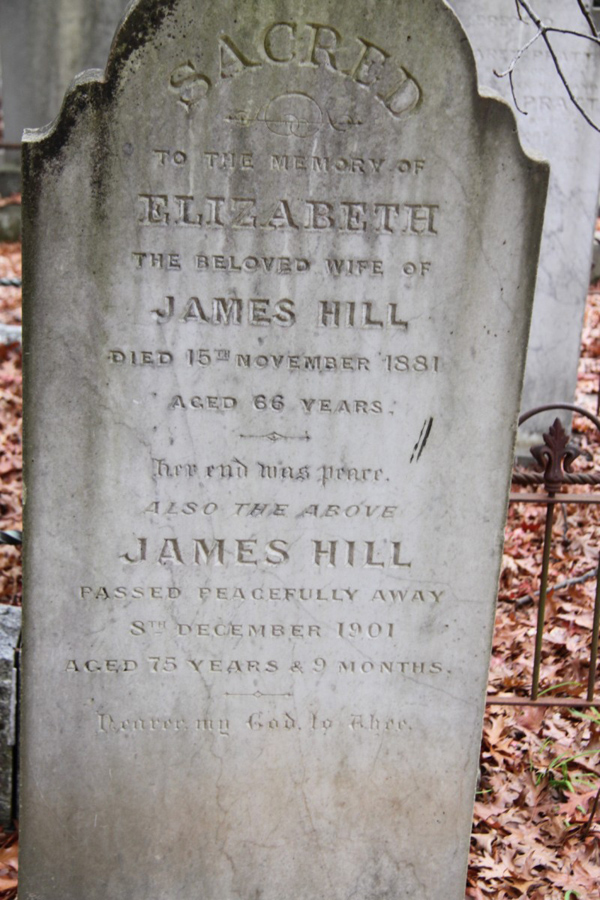 SACRED
TO THE MEMORY OF
ELIZABETH
THE BELOVED WIFE OF
JAMES HILL
DIED 15TH NOVEMBER 1881
AGED 66 YEARS.
her end was peace.
ALSO THE ABOVE
JAMES HILL
PASSED PEACEFULLY AWAY
8TH DECEMBER 1901
AGED 75 YEARS & 9 MONTHS.
Nearer, my God, to Thee.
PRATT